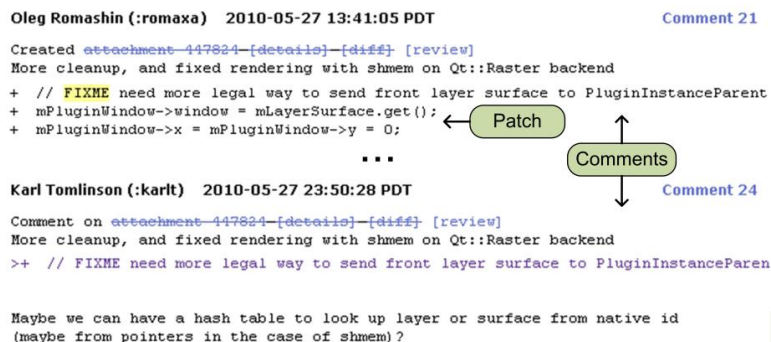 Oleg Romashin (:romaxa) 2010-05-27 13:41:05 PDT Comment 21
Created attachment 447824 [details] [diff] [review]
More cleanup, and fixed rendering with shmem on Qt::Raster backend
+ // FIXME need more legal way to send front layer surface to PluginInstanceParent
+ mPluginWindow->window = mLayerSurface.get();
+ mPluginWindow->x = mPluginWindow->y = 0;
Patch
...
Comments
Karl Tomlinson (:karlt) 2010-05-27 23:50:28 PDT Comment 24
Comment on attachment 447824 [details] [diff] [review]
More cleanup, and fixed rendering with shmem on Qt::Raster backend
>+ // FIXME need more legal way to send front layer surface to PluginInstanceParen
Maybe we can have a hash table to look up layer or surface from native id
(maybe from pointers in the case of shmem)?